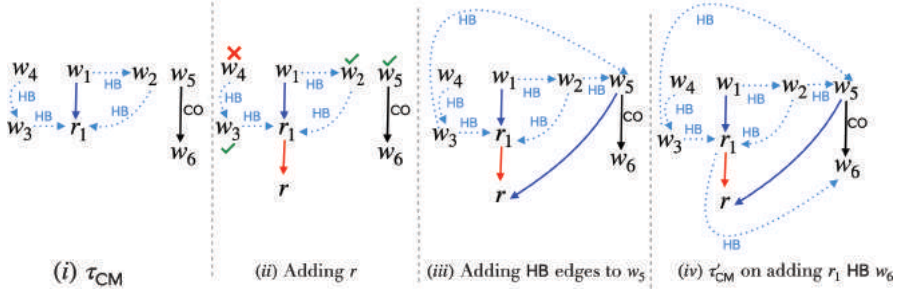 w4 w1 HB w2 w5
HB HB CO
w3 HB r1 w6
(i) τCM
w4 w1 HB w2 w5
HB HB CO
w3 HB r1 w6
r
(ii) Adding r
HB
w4 w1 HB w2 HB w5
HB HB CO
w3 HB r1 w6
r
(iii) Adding HB edges to w5
HB
w4 w1 HB w2 HB w5
HB HB CO
w3 HB r1 w6
r
HB
(iv) τ'CM on adding r1 HB w6